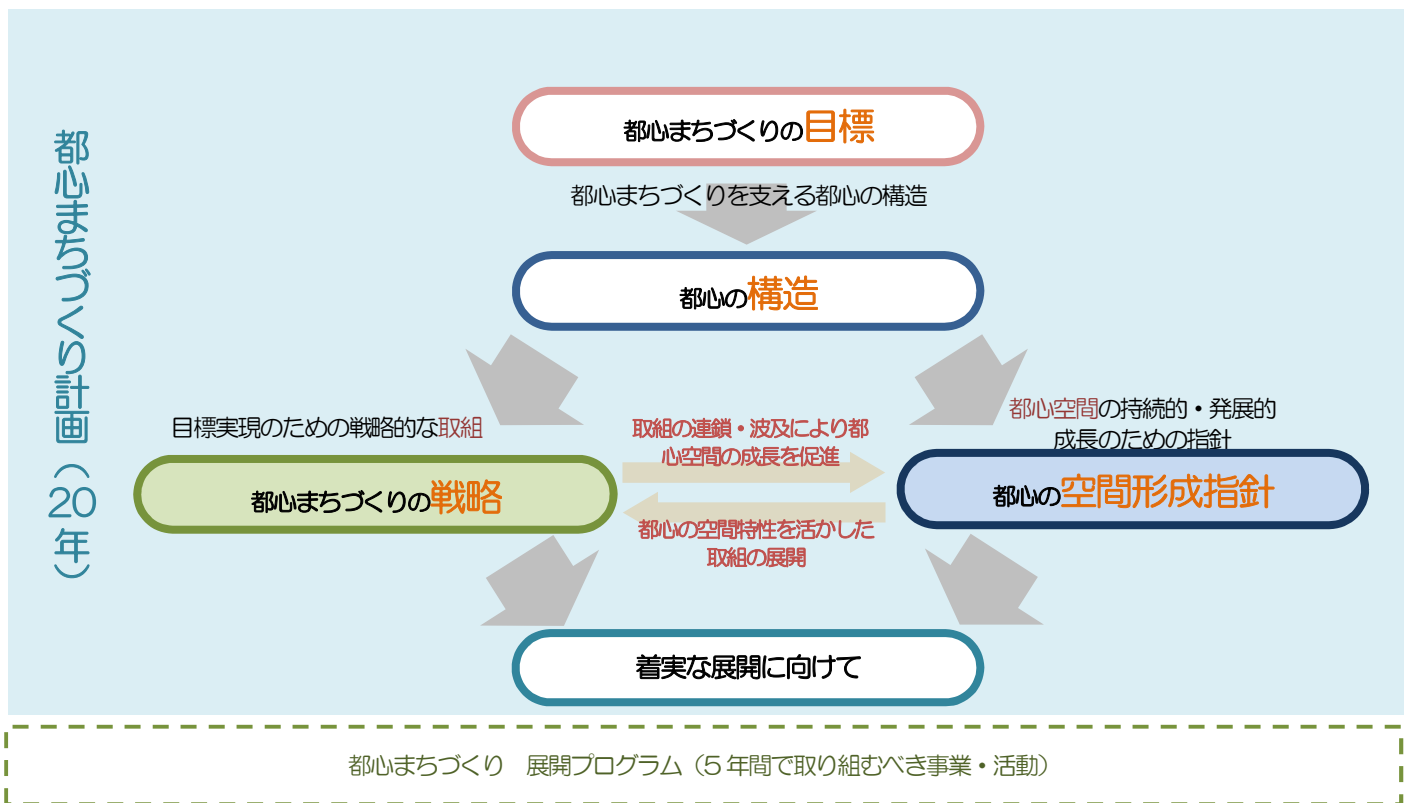 都心まちづくり計画（20年）
都心まちづくりの目標
都心まちづくりを支える都心の構造
都心の構造
目標実現のための戦略的な取組
都心まちづくりの戦略
取組の連鎖・波及により都
心空間の成長を促進
都心の空間特性を活かした
取組の展開
都心空間の持続的・発展的
成長のための指針
都心の空間形成指針
着実な展開に向けて
都心まちづくり　展開プログラム（5年間で取り組むべき事業・活動）